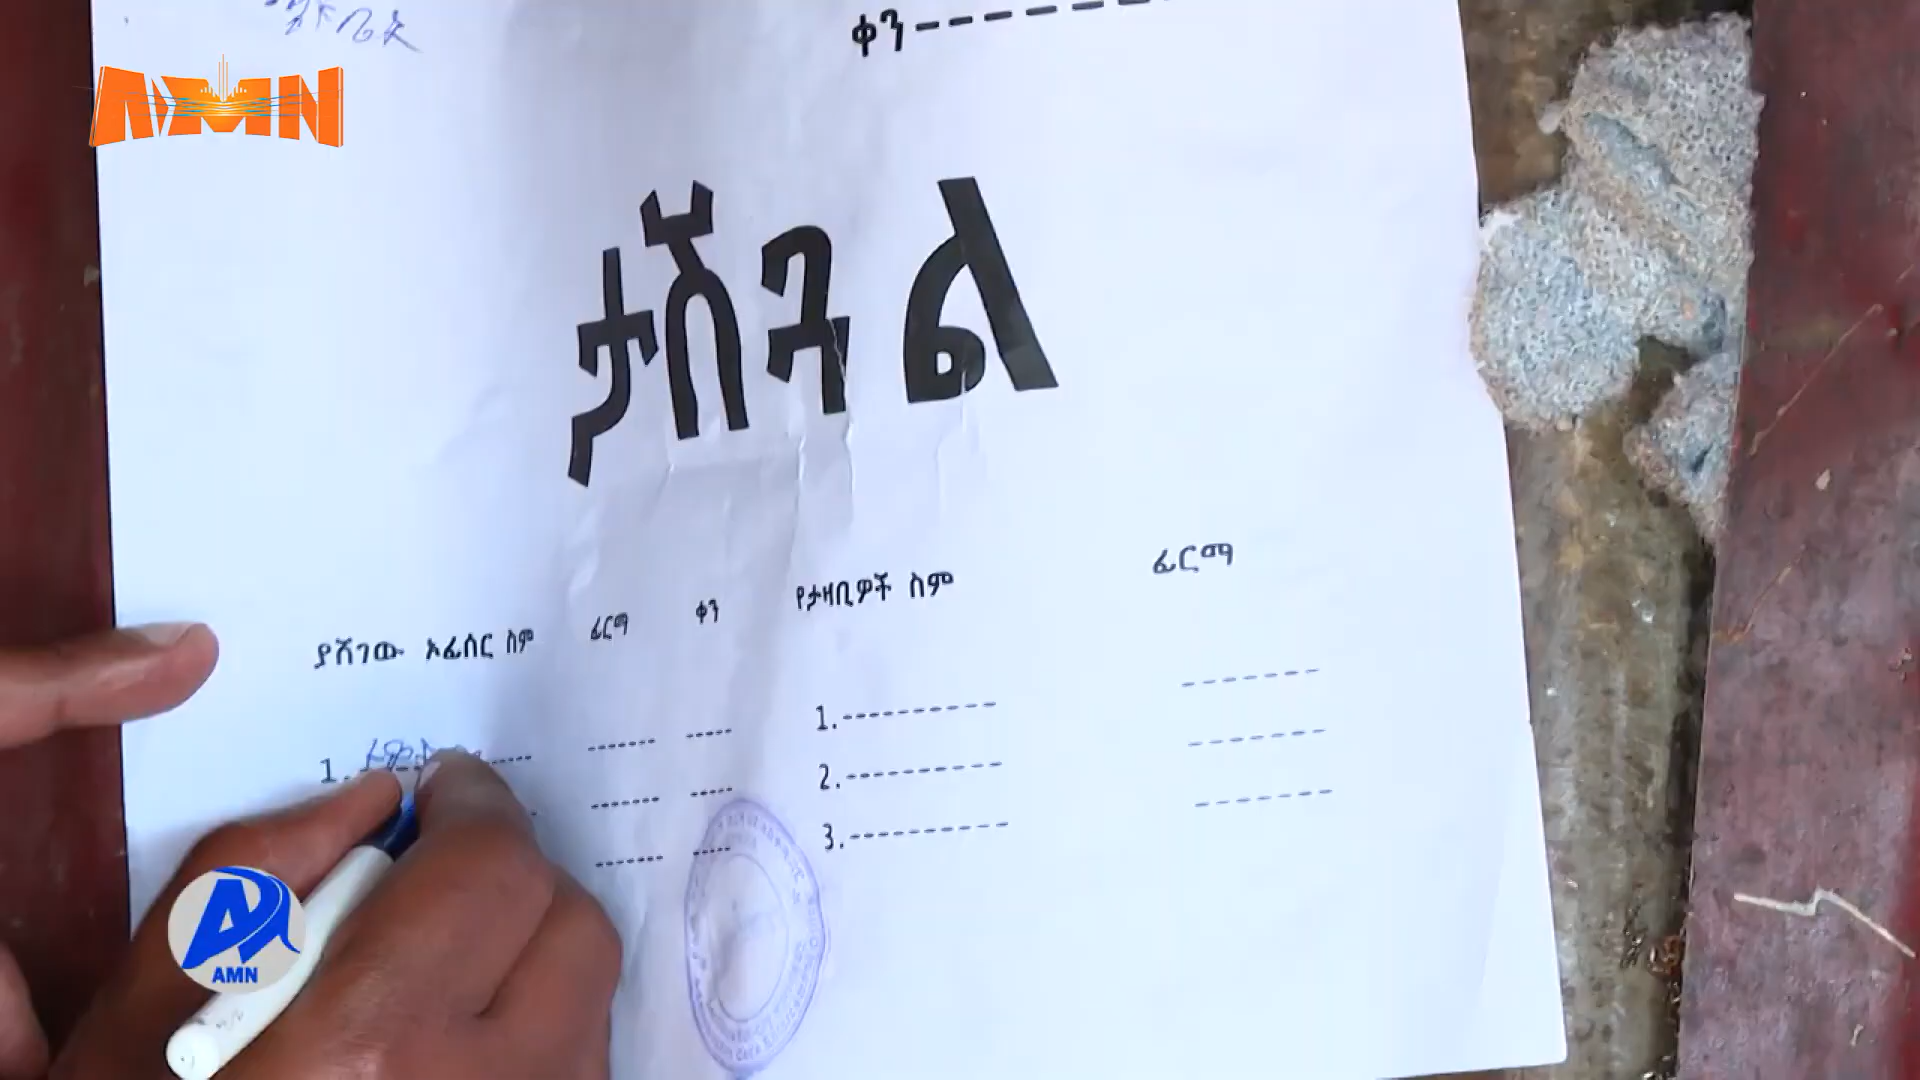 ቀን----------
AMN
ታሽጓል
ያሸገው ኦፊሰር ስም ፊርማ ቀን የታዛቢዎች ስም ፊርማ
1.
1.---------- -------
2.---------- -------
3.---------- -------
AMN